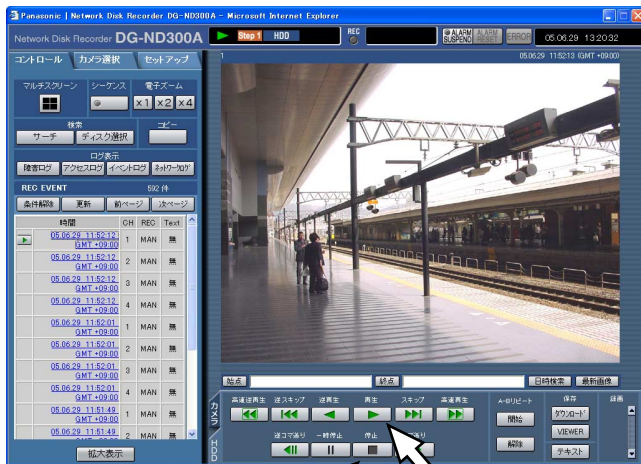 Panasonic | Network Disk Recorder DG-ND300A - Microsoft Internet Explorer
Network Disk Recorder DG-ND300A
Step 1 HDD
REC
ALARM SUSPEND
ALARM RESET
ERROR
05.06.29 13:20:32
コントロール カメラ選択 セットアップ
1
05.06.29 11:52:13 (GMT +09:00)
マルチスクリーン シーケンス 電子ズーム
x1 x2 x4
検索 コピー
サーチ ディスク選択
ログ表示
障害ログ アクセスログ イベントログ ネットワークログ
REC EVENT 592 件
条件解除 更新 前ページ 次ページ
時間 CH REC Text
05.06.29 11:52:12 GMT +09:00 1 MAN 無
05.06.29 11:52:12 GMT +09:00 2 MAN 無
05.06.29 11:52:12 GMT +09:00 3 MAN 無
05.06.29 11:52:12 GMT +09:00 4 MAN 無
05.06.29 11:52:01 GMT +09:00 1 MAN 無
05.06.29 11:52:01 GMT +09:00 2 MAN 無
05.06.29 11:52:01 GMT +09:00 3 MAN 無
05.06.29 11:52:01 GMT +09:00 4 MAN 無
05.06.29 11:51:49 GMT +09:00 1 MAN 無
05.06.29 11:51:49 2 MAN 無
拡大表示
始点 終点 日時検索 最新画像
カメラ
HDD
高速逆再生 逆スキップ 逆再生 再生 スキップ 高速再生
逆コマ送り 一時停止 停止
A-Bリピート
開始
解除
保存
ダウンロード
VIEWER
テキスト
録画